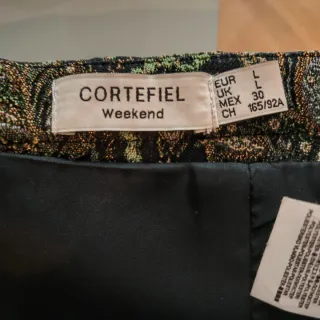 CORTEFIEL
Weekend
EUR L
UK L
MEX 30
CH 165/92A